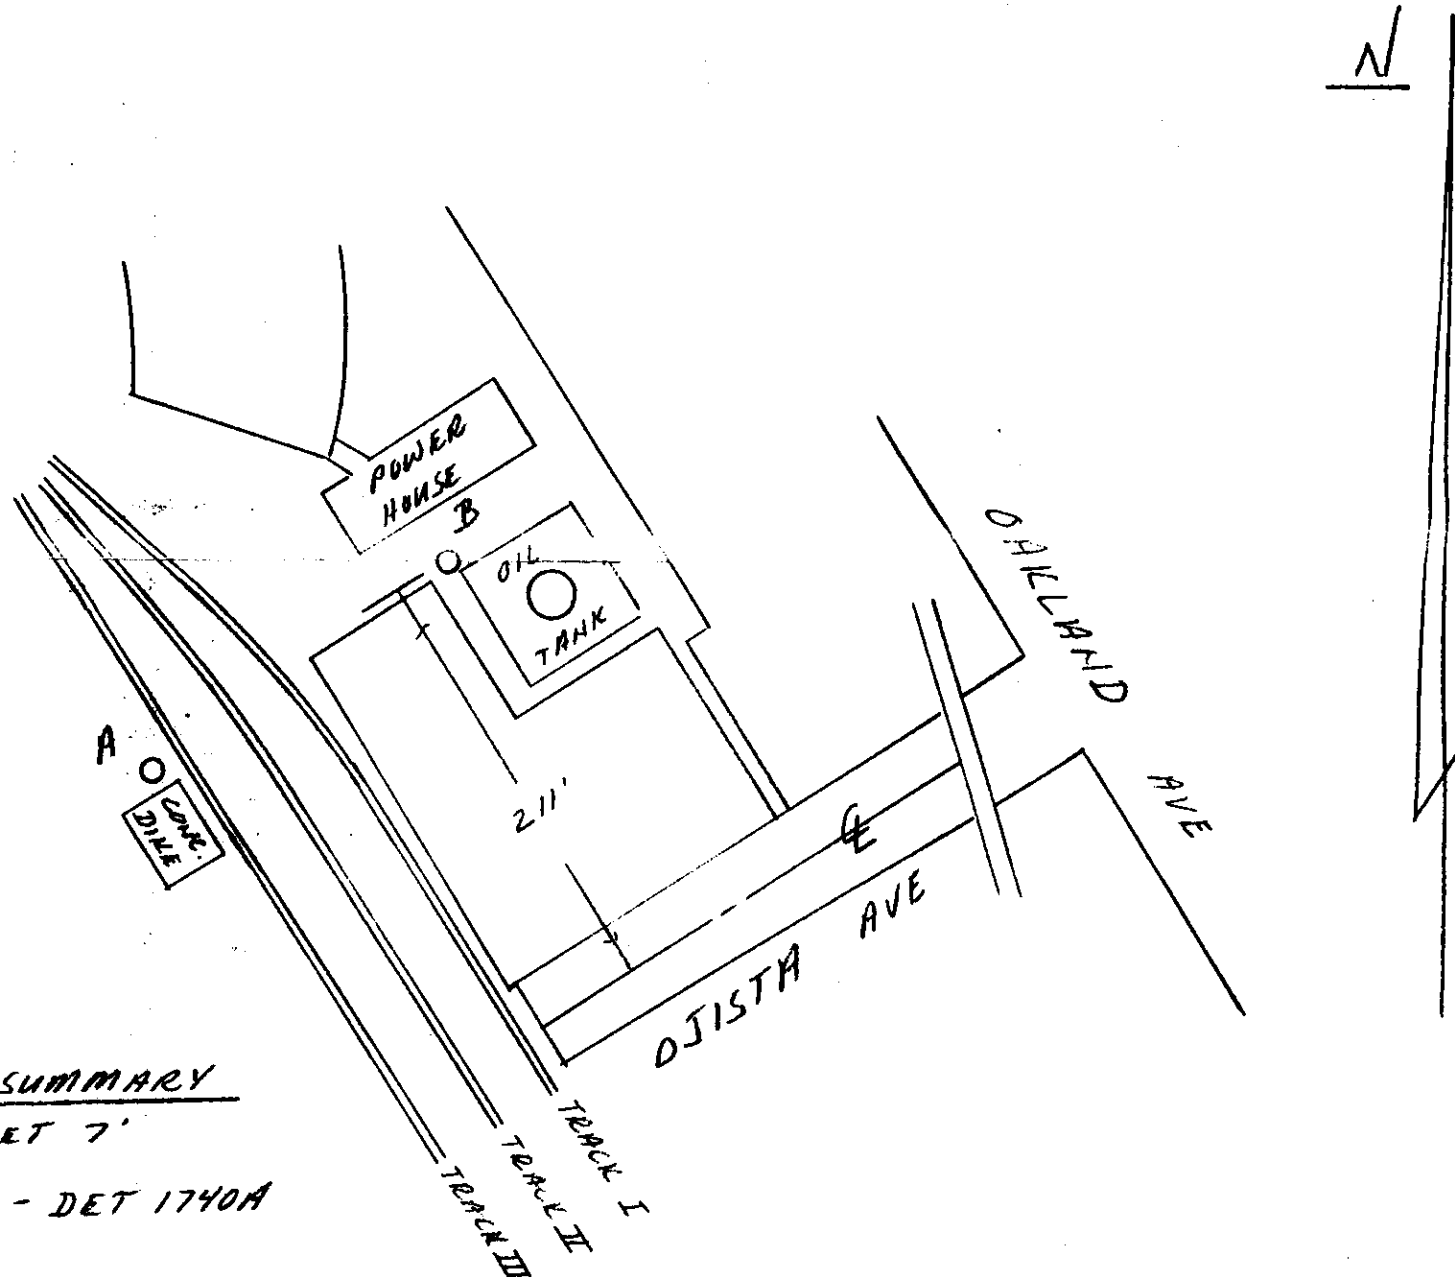 N
POWER
HOUSE
B
OIL
TANK
OAKLAND
AVE
A
CONC.
DIKE
211'
℄
OJISTA AVE
SUMMARY
ET 7'
- DET 1740A
TRACK I
TRACK II
TRACK III